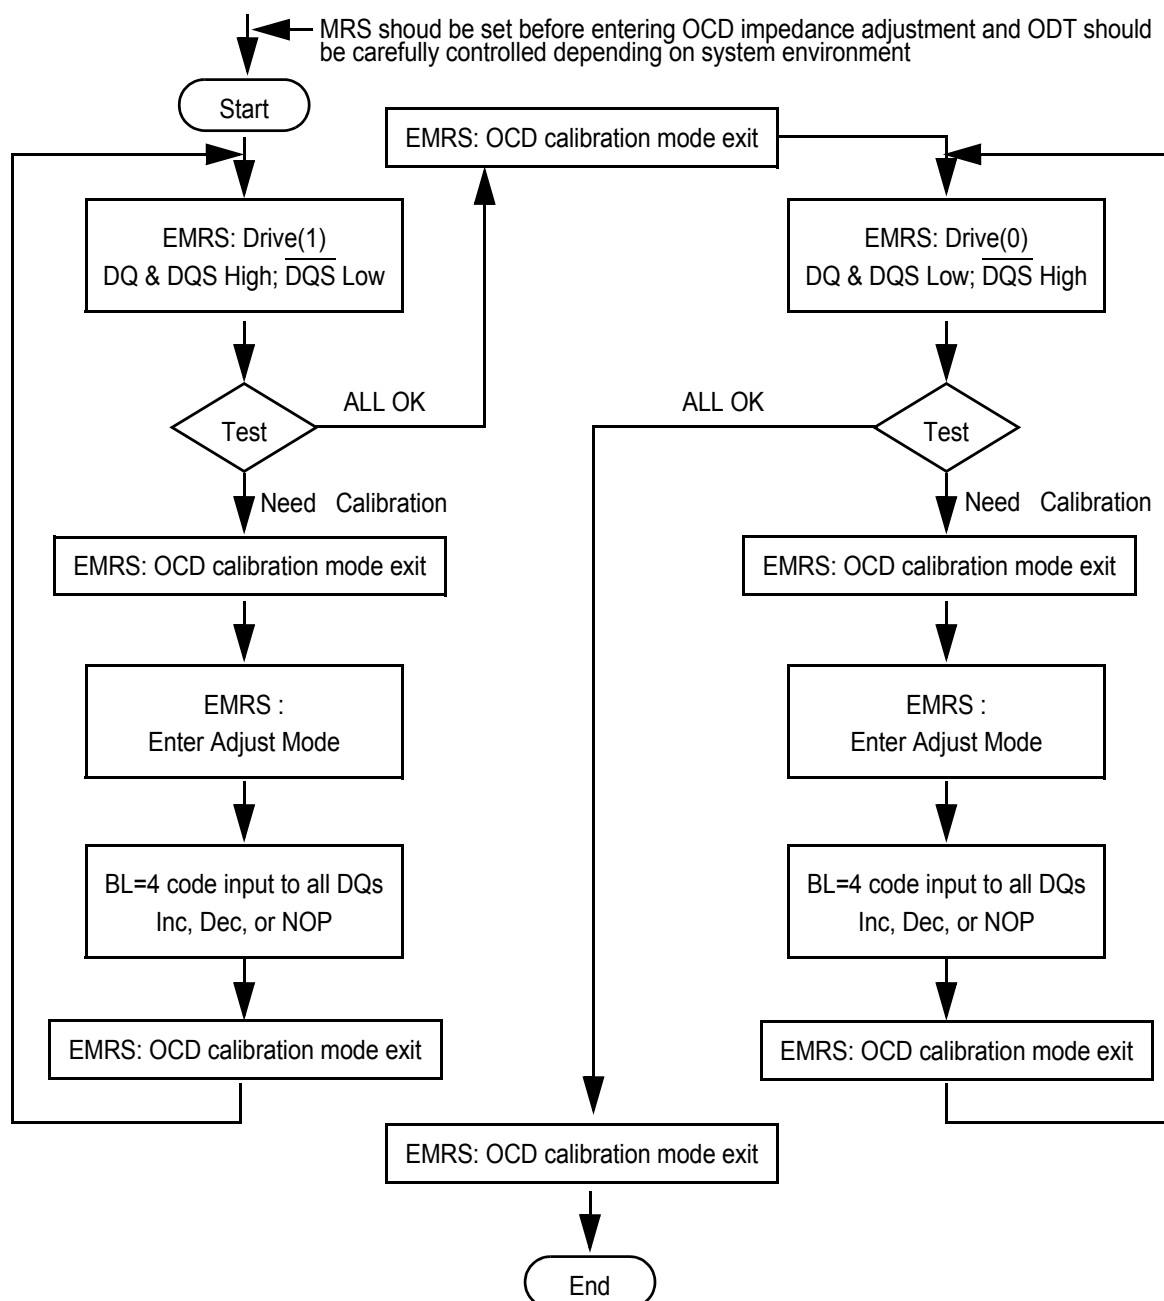 MRS shoud be set before entering OCD impedance adjustment and ODT should
be carefully controlled depending on system environment
Start
EMRS: OCD calibration mode exit
EMRS: Drive(1)
DQ & DQS High; D̅Q̅S̅ Low
EMRS: Drive(0)
DQ & DQS Low; D̅Q̅S̅ High
ALL OK
Test
Need Calibration
ALL OK
Test
Need Calibration
EMRS: OCD calibration mode exit
EMRS: OCD calibration mode exit
EMRS :
Enter Adjust Mode
EMRS :
Enter Adjust Mode
BL=4 code input to all DQs
Inc, Dec, or NOP
BL=4 code input to all DQs
Inc, Dec, or NOP
EMRS: OCD calibration mode exit
EMRS: OCD calibration mode exit
EMRS: OCD calibration mode exit
End